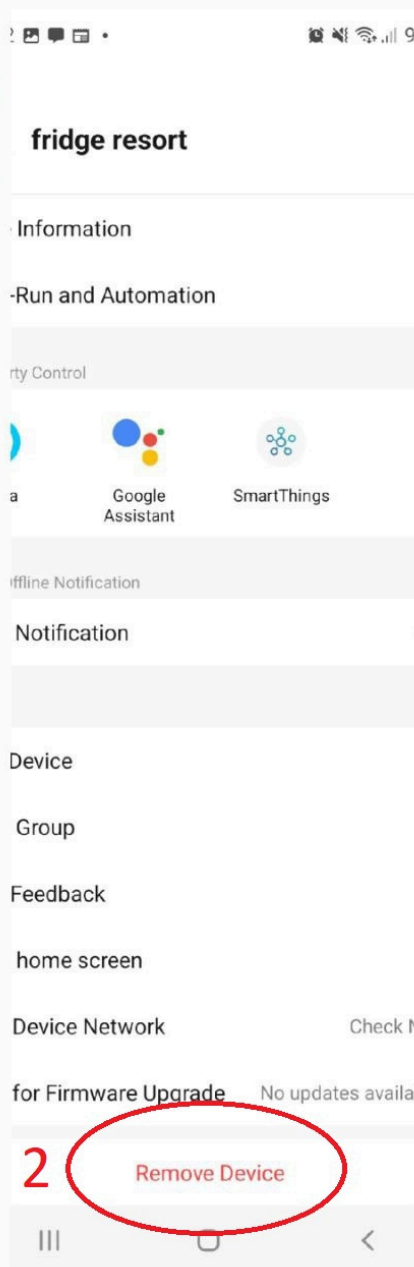 9
fridge resort
Information
-Run and Automation
rty Control
a
Google
Assistant
SmartThings
ffline Notification
Notification
Device
Group
Feedback
home screen
Device Network Check N
for Firmware Upgrade No updates availa
2 Remove Device